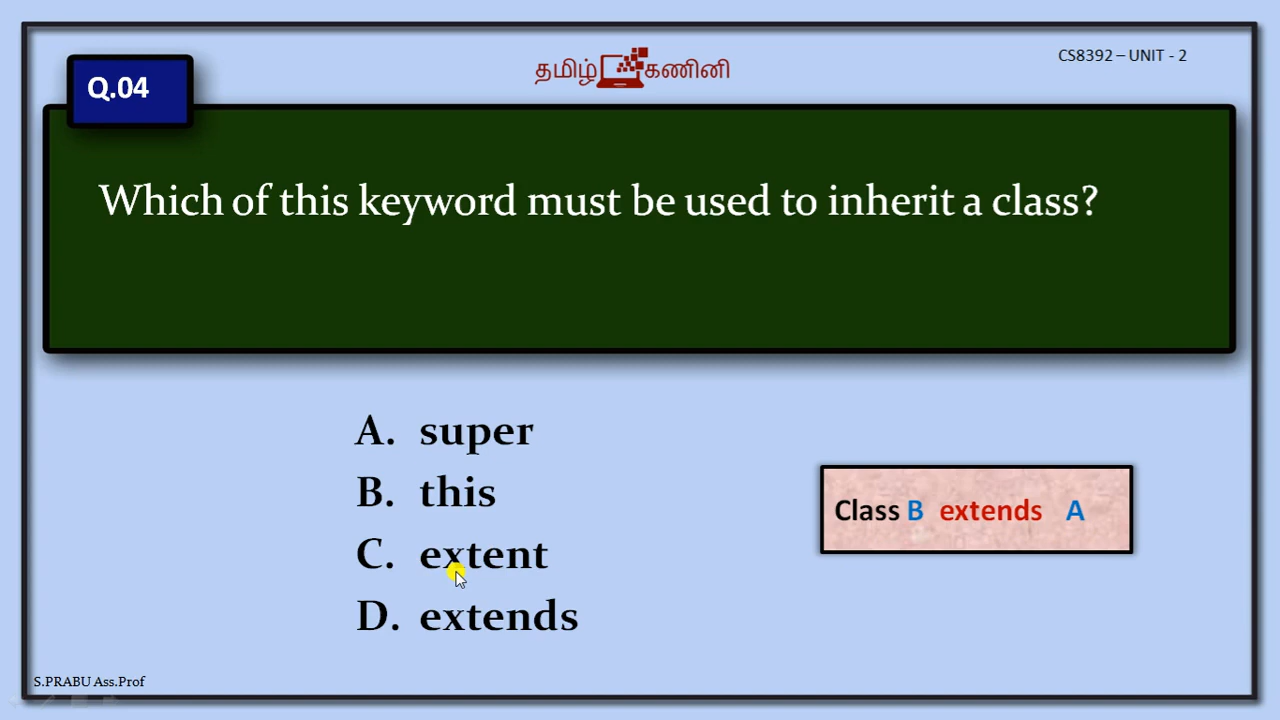 தமிழ் கணினி
CS8392 – UNIT - 2
Q.04
Which of this keyword must be used to inherit a class?
A. super
B. this
C. extent
D. extends
Class B extends A
S.PRABU Ass.Prof